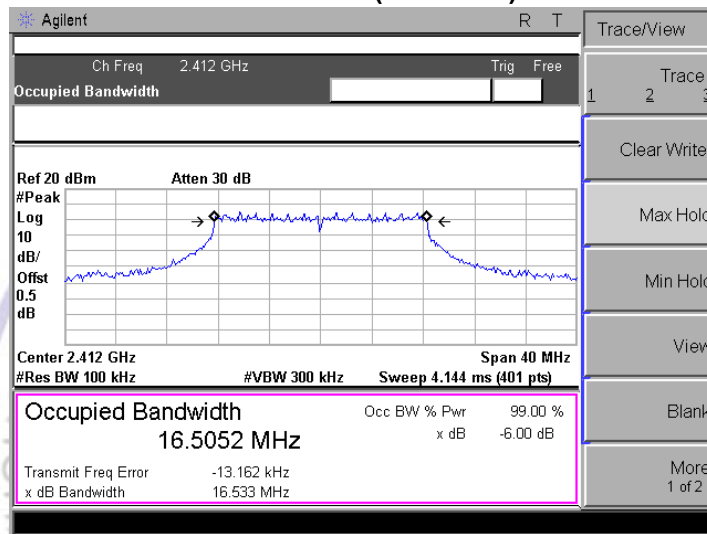 Agilent R T
Trace/View
Ch Freq 2.412 GHz Trig Free
Occupied Bandwidth
Trace
1 2 3
Clear Write
Max Hold
Min Hold
View
Blank
More
1 of 2
Ref 20 dBm Atten 30 dB
#Peak
Log
10
dB/
Offst
0.5
dB
Center 2.412 GHz Span 40 MHz
#Res BW 100 kHz #VBW 300 kHz Sweep 4.144 ms (401 pts)
Occupied Bandwidth
16.5052 MHz
Occ BW % Pwr 99.00 %
x dB -6.00 dB
Transmit Freq Error -13.162 kHz
x dB Bandwidth 16.533 MHz